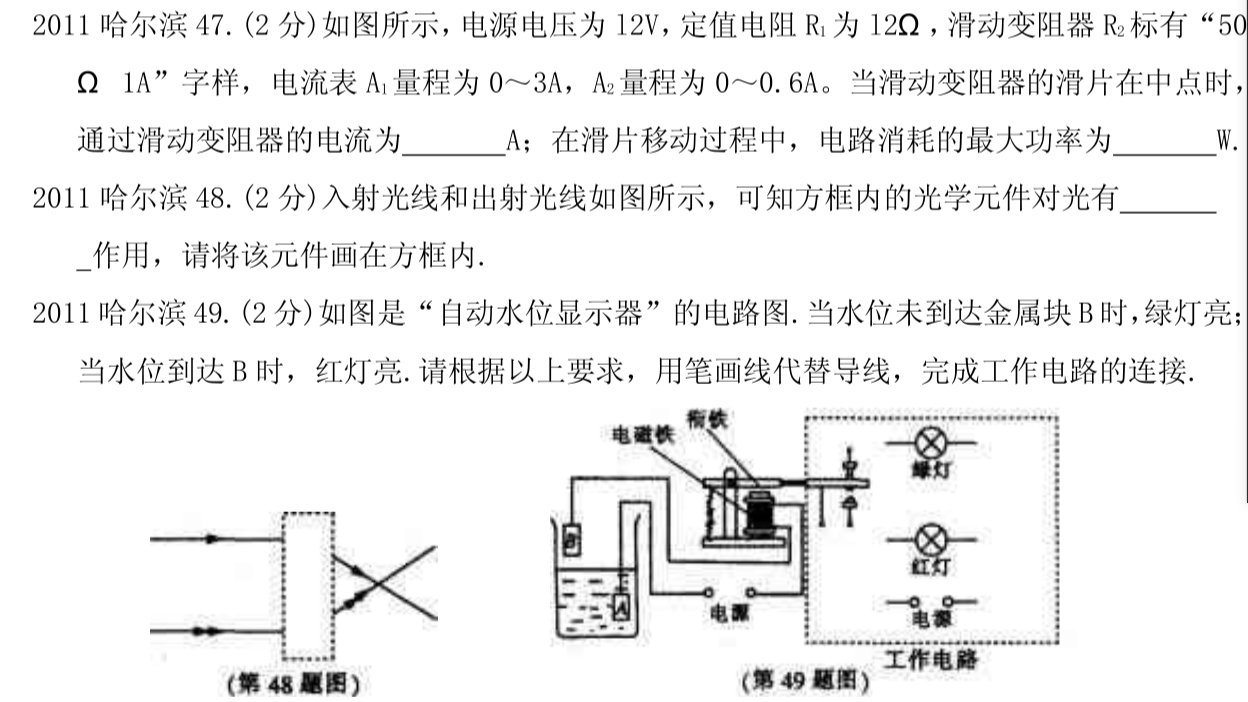 2011 哈尔滨 47. (2 分)如图所示，电源电压为 12V，定值电阻 R₁ 为 12Ω，滑动变阻器 R₂ 标有“50
Ω 1A”字样，电流表 A₁ 量程为 0～3A，A₂ 量程为 0～0.6A。当滑动变阻器的滑片在中点时，
通过滑动变阻器的电流为_______A；在滑片移动过程中，电路消耗的最大功率为_______W.
2011 哈尔滨 48. (2 分)入射光线和出射光线如图所示，可知方框内的光学元件对光有______
_作用，请将该元件画在方框内.
2011 哈尔滨 49. (2 分)如图是“自动水位显示器”的电路图.当水位未到达金属块 B 时，绿灯亮；
当水位到达 B 时，红灯亮.请根据以上要求，用笔画线代替导线，完成工作电路的连接.
衔铁
电磁铁
绿灯
B
红灯
A
电源
电源
工作电路
(第 48 题图)
(第 49 题图)